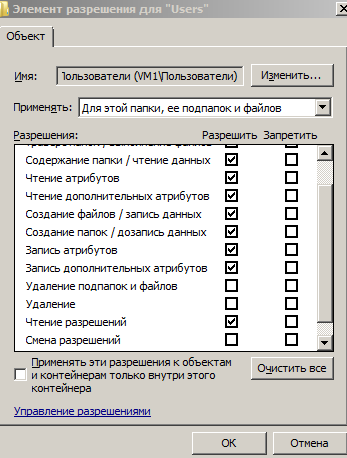 Элемент разрешения для "Users"
Объект
Имя: Пользователи (VM1\Пользователи) Изменить...
Применять: Для этой папки, ее подпапок и файлов
Разрешения: Разрешить Запретить
Содержание папки / чтение данных
Чтение атрибутов
Чтение дополнительных атрибутов
Создание файлов / запись данных
Создание папок / дозапись данных
Запись атрибутов
Запись дополнительных атрибутов
Удаление подпапок и файлов
Удаление
Чтение разрешений
Смена разрешений
Применять эти разрешения к объектам
и контейнерам только внутри этого
контейнера
Очистить все
Управление разрешениями
ОК Отмена